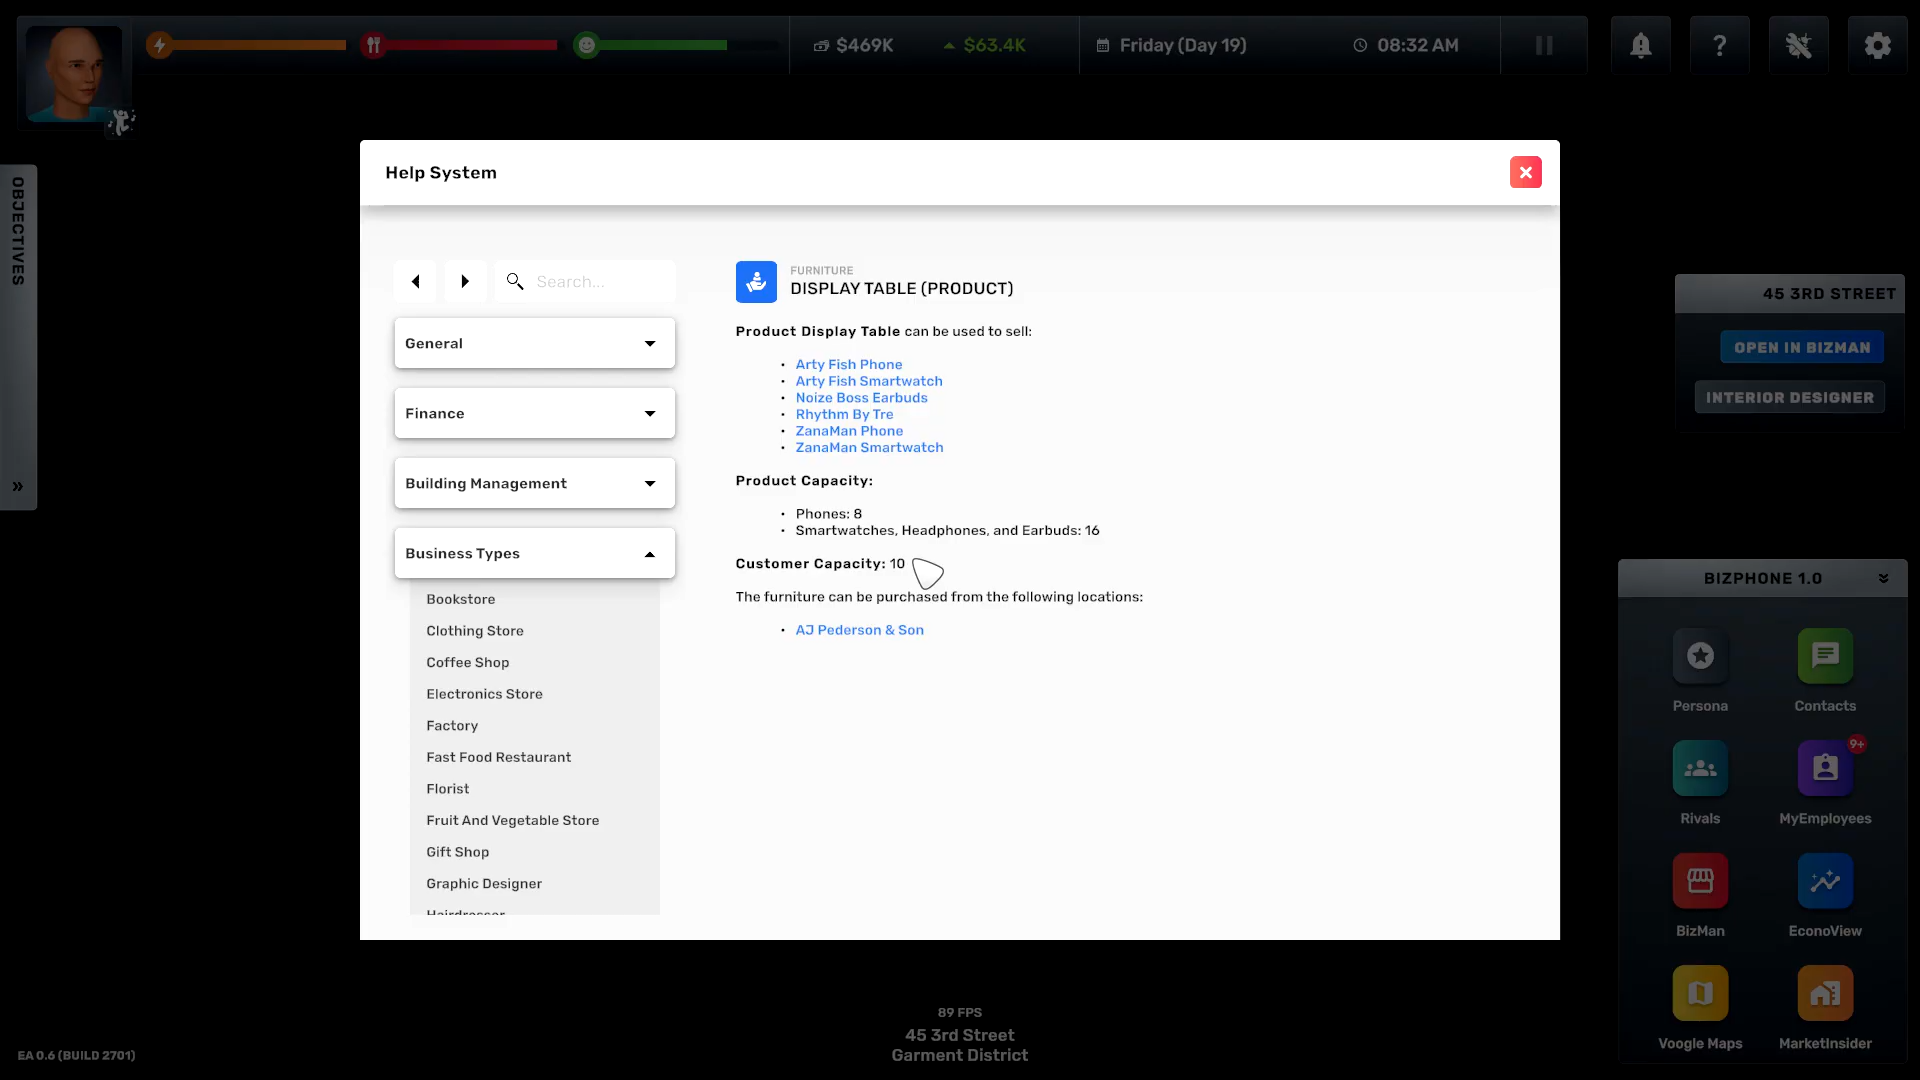 $469K
$63.4K
Friday (Day 19)
08:32 AM
?
OBJECTIVES
Help System
Search...
General
Finance
Building Management
Business Types
Bookstore
Clothing Store
Coffee Shop
Electronics Store
Factory
Fast Food Restaurant
Florist
Fruit And Vegetable Store
Gift Shop
Graphic Designer
Hairdresser
FURNITURE
DISPLAY TABLE (PRODUCT)
Product Display Table can be used to sell:
• Arty Fish Phone
• Arty Fish Smartwatch
• Noize Boss Earbuds
• Rhythm By Tre
• ZanaMan Phone
• ZanaMan Smartwatch
Product Capacity:
• Phones: 8
• Smartwatches, Headphones, and Earbuds: 16
Customer Capacity: 10
The furniture can be purchased from the following locations:
• AJ Pederson & Son
45 3RD STREET
OPEN IN BIZMAN
INTERIOR DESIGNER
BIZPHONE 1.0
Persona
Contacts
9+
Rivals
MyEmployees
BizMan
EconoView
Voogle Maps
MarketInsider
89 FPS
45 3rd Street
Garment District
EA 0.6 (BUILD 2701)